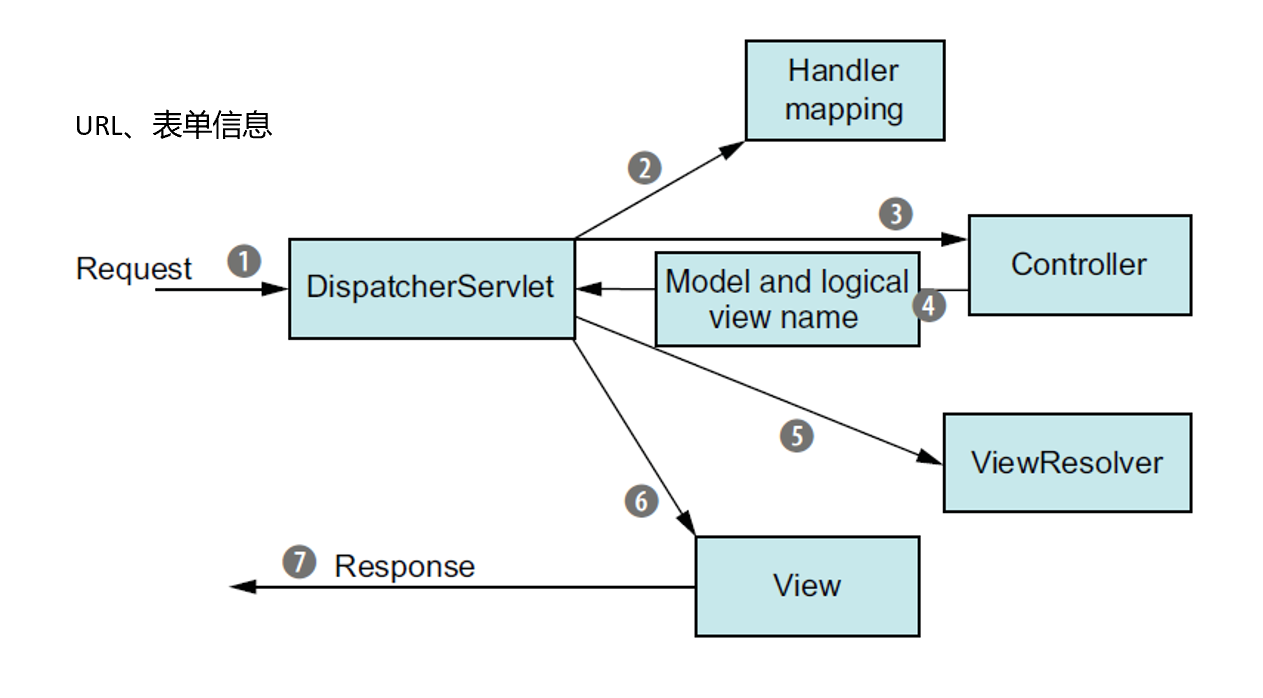 Handler
mapping
URL、表单信息
2
3
Request
1
DispatcherServlet
Model and logical
view name
4
Controller
5
ViewResolver
6
7
Response
View